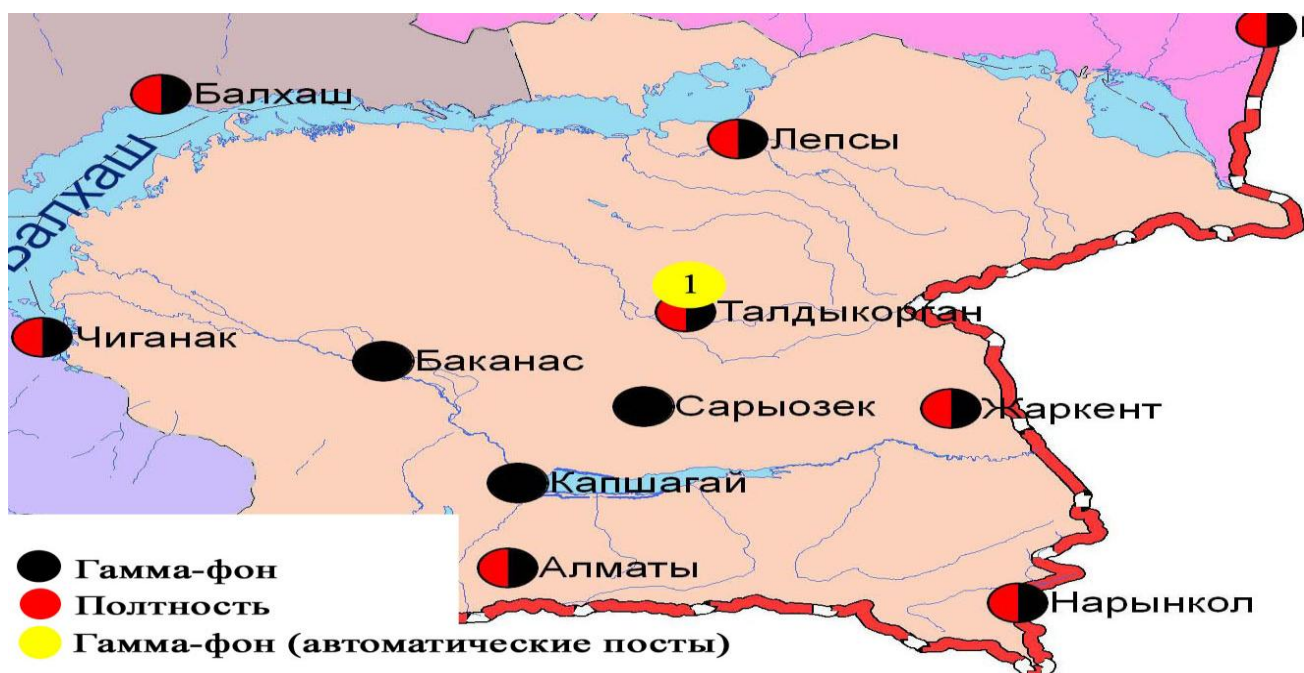 Балхаш
Лепсы
Балхаш
1
Талдыкорган
Чиганак
Баканас
Сарыозек
Жаркент
Капшагай
Алматы
Нарынкол
Гамма-фон
Полтность
Гамма-фон (автоматические посты)